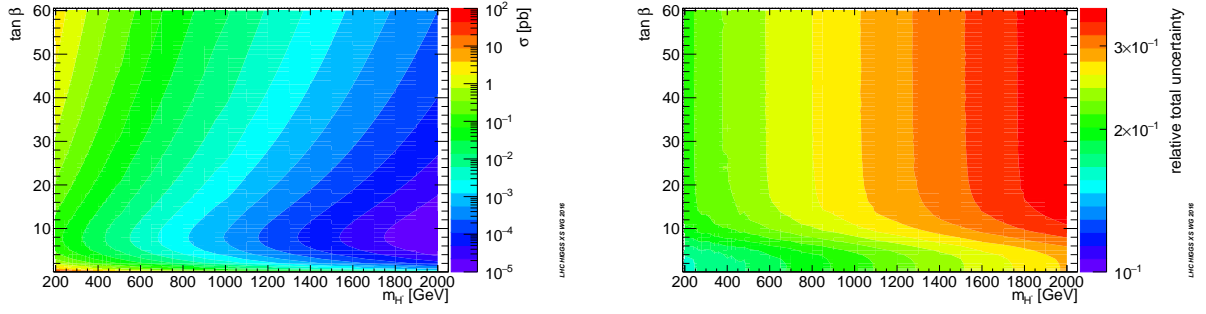 tan β
60
50
40
30
20
10
200 400 600 800 1000 1200 1400 1600 1800 2000
m_H⁻ [GeV]
10²
10
1
10⁻¹
10⁻²
10⁻³
10⁻⁴
10⁻⁵
σ [pb]
LHC HIGGS XS WG 2016
tan β
60
50
40
30
20
10
200 400 600 800 1000 1200 1400 1600 1800 2000
m_H⁻ [GeV]
3×10⁻¹
2×10⁻¹
10⁻¹
relative total uncertainty
LHC HIGGS XS WG 2016